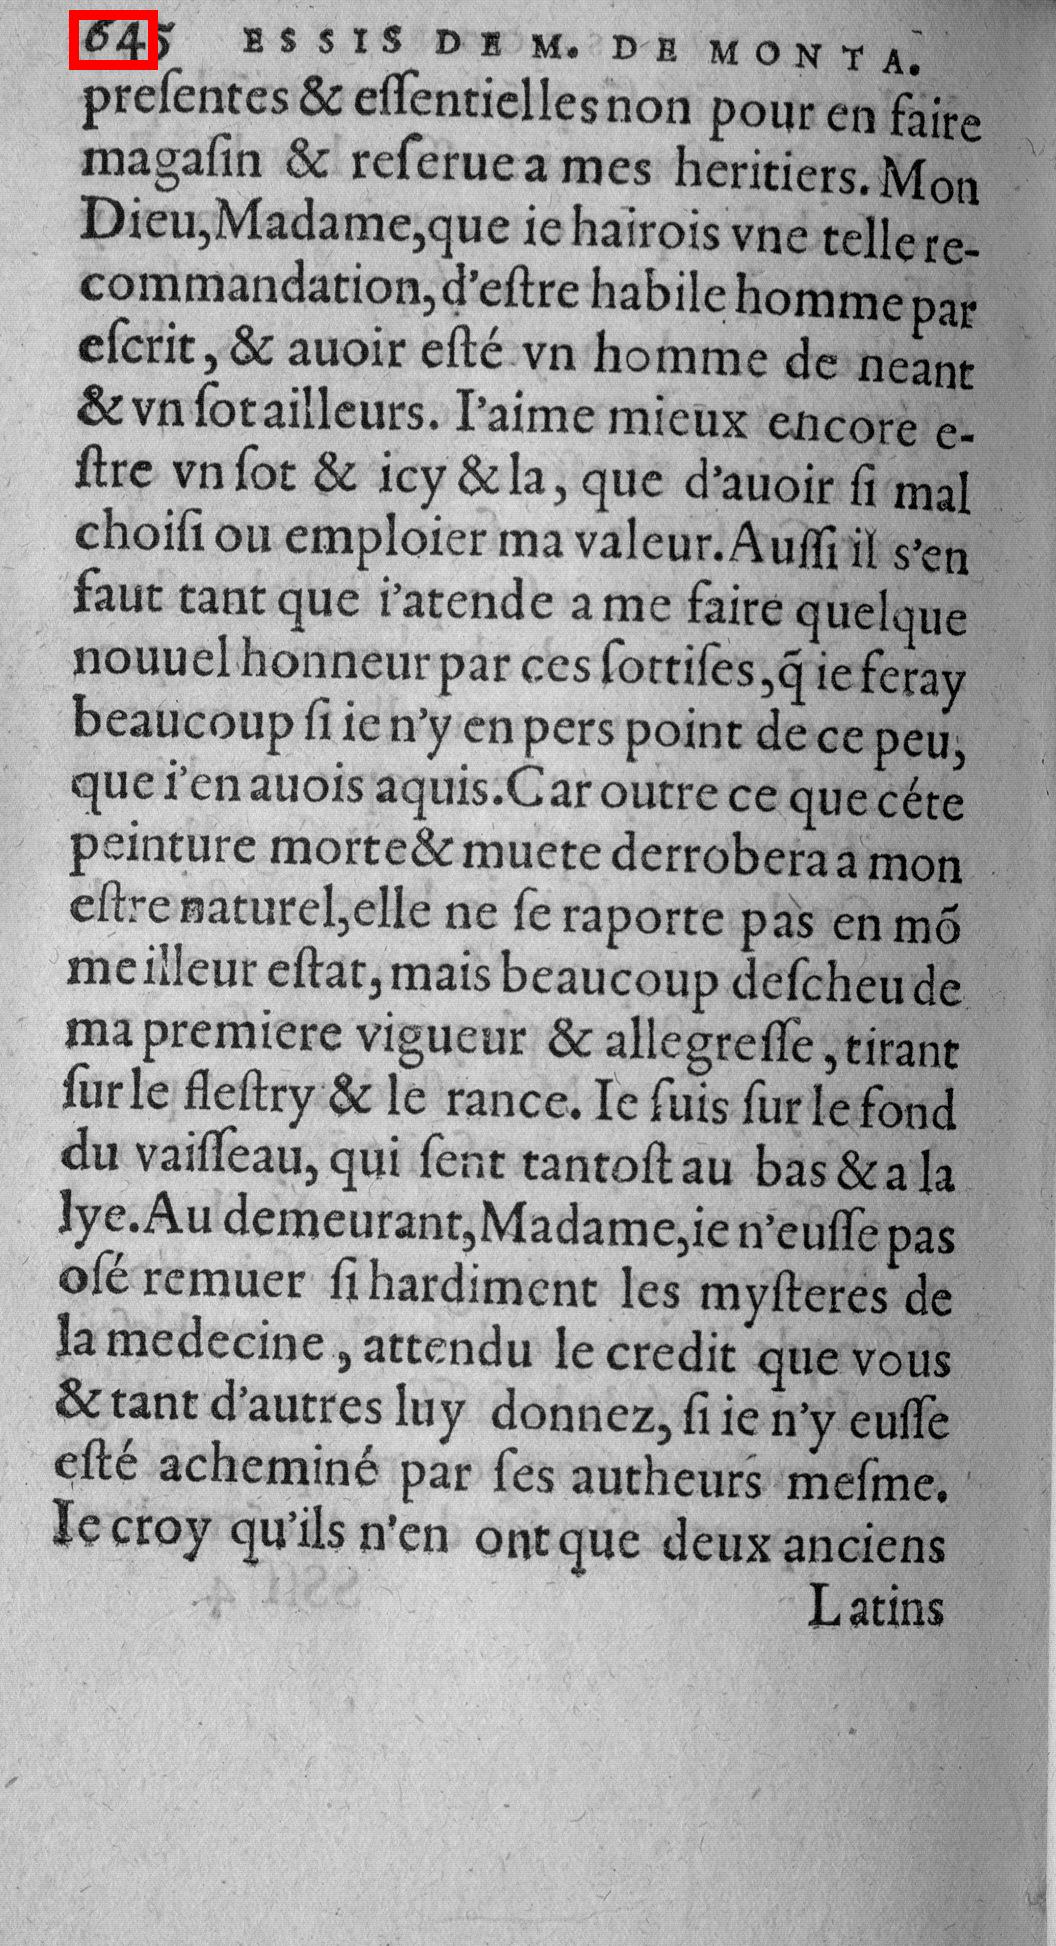 645 ESSIS DE M. DE MONTA.
preſentes & eſſentielles non pour en faire
magaſin & reſerue a mes heritiers. Mon
Dieu, Madame, que ie hairois vne telle re-
commandation, d'eſtre habile homme par
eſcrit, & auoir eſté vn homme de neant
& vn ſot ailleurs. I'aime mieux encore e-
ſtre vn ſot & icy & la, que d'auoir ſi mal
choiſi ou emploier ma valeur. Auſſi il s'en
faut tant que i'atende a me faire quelque
nouuel honneur par ces ſottiſes, q̃ ie feray
beaucoup ſi ie n'y en pers point de ce peu,
que i'en auois aquis. Car outre ce que céte
peinture morte & muete derrobera a mon
eſtre naturel, elle ne ſe raporte pas en mõ
meilleur eſtat, mais beaucoup deſcheu de
ma premiere vigueur & allegreſſe, tirant
ſur le fleſtry & le rance. Ie ſuis ſur le fond
du vaiſſeau, qui ſent tantoſt au bas & a la
lye. Au demeurant, Madame, ie n'euſſe pas
oſé remuer ſi hardiment les myſteres de
la medecine, attendu le credit que vous
& tant d'autres luy donnez, ſi ie n'y euſſe
eſté acheminé par ſes autheurs meſme.
Ie croy qu'ils n'en ont que deux anciens
Latins